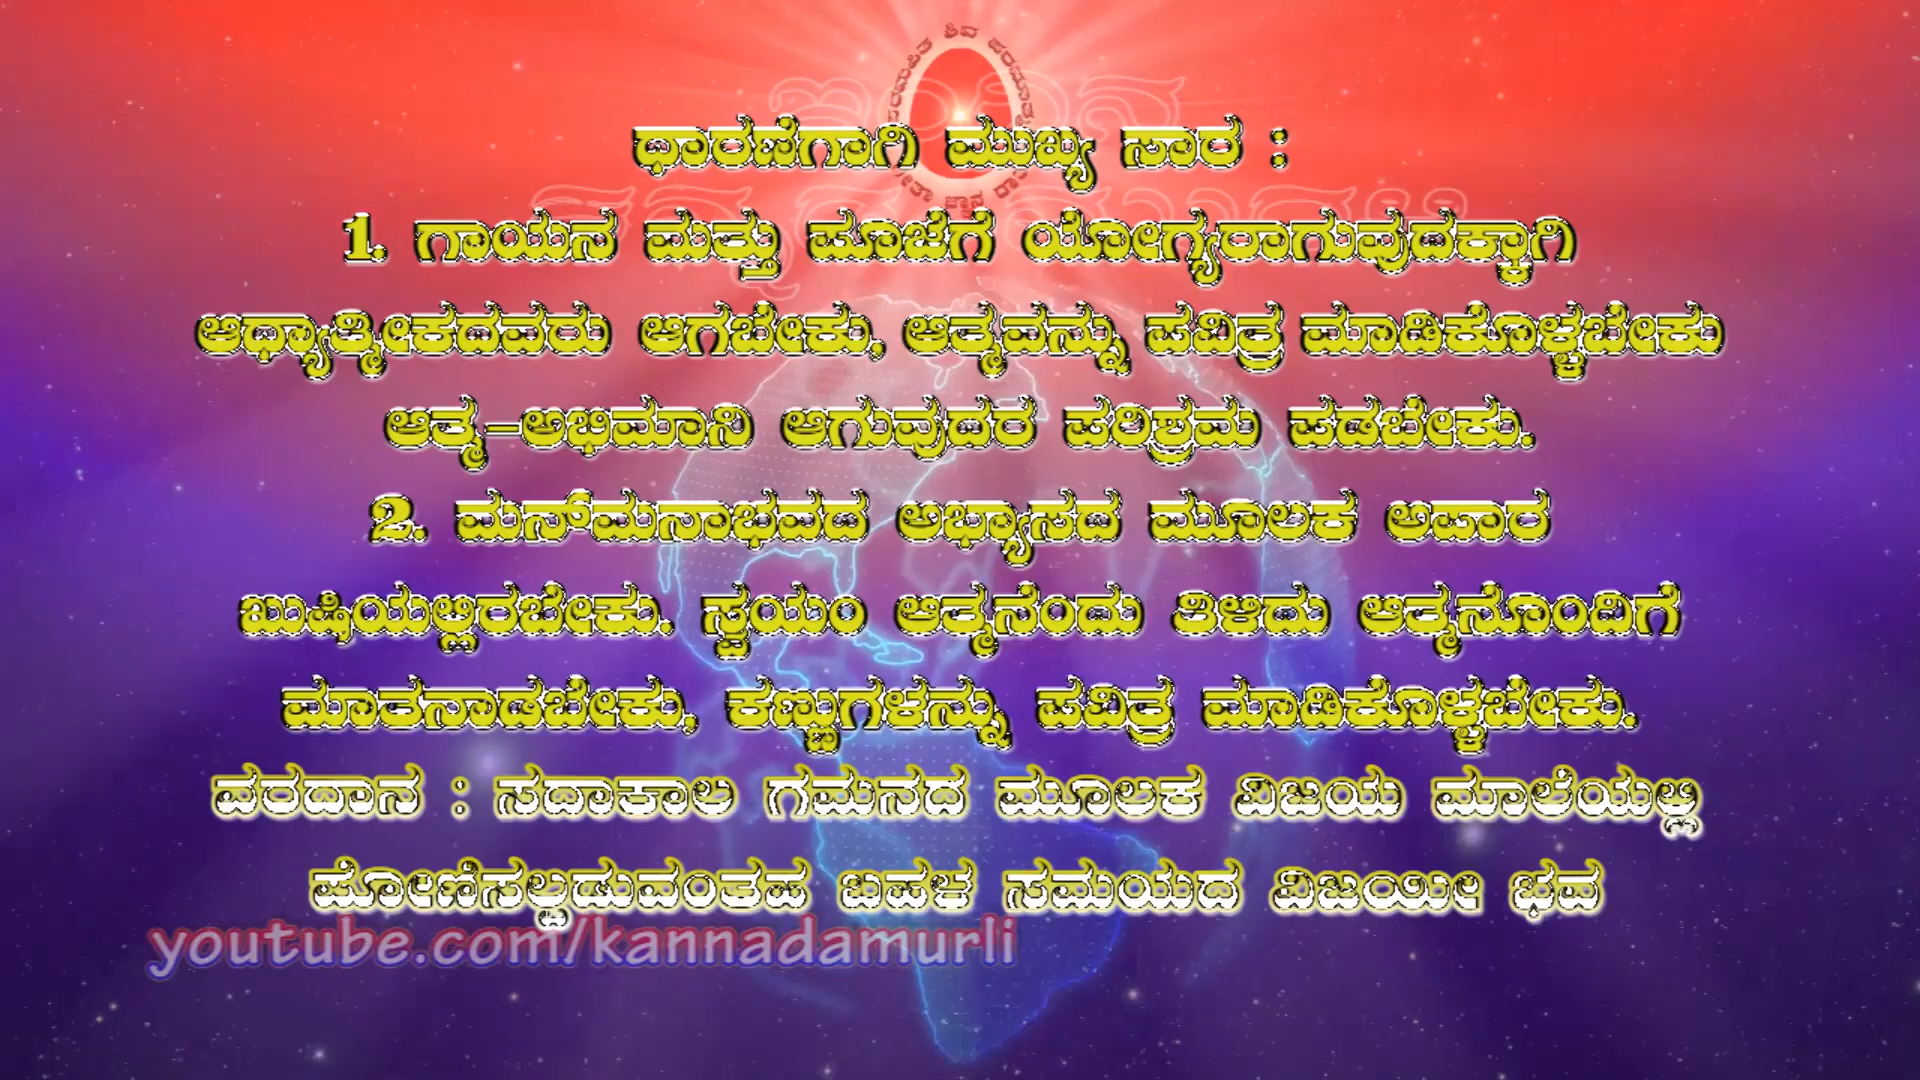 ಧಾರಣೆಗಾಗಿ ಮುಖ್ಯ ಸಾರ :
1. ಗಾಯನ ಮತ್ತು ಪೂಜೆಗೆ ಯೋಗ್ಯರಾಗುವುದಕ್ಕಾಗಿ
ಆಧ್ಯಾತ್ಮೀಕದವರು ಆಗಬೇಕು, ಆತ್ಮವನ್ನು ಪವಿತ್ರ ಮಾಡಿಕೊಳ್ಳಬೇಕು
ಆತ್ಮ-ಅಭಿಮಾನಿ ಆಗುವುದರ ಪರಿಶ್ರಮ ಪಡಬೇಕು.
2. ಮನ್‌ಮನಾಭವದ ಅಭ್ಯಾಸದ ಮೂಲಕ ಅಪಾರ
ಖುಷಿಯಲ್ಲಿರಬೇಕು. ಸ್ವಯಂ ಆತ್ಮನೆಂದು ತಿಳಿದು ಆತ್ಮನೊಂದಿಗೆ
ಮಾತನಾಡಬೇಕು, ಕಣ್ಣುಗಳನ್ನು ಪವಿತ್ರ ಮಾಡಿಕೊಳ್ಳಬೇಕು.
ವರದಾನ : ಸದಾಕಾಲ ಗಮನದ ಮೂಲಕ ವಿಜಯ ಮಾಲೆಯಲ್ಲಿ
ಪೋಣಿಸಲ್ಪಡುವಂತಹ ಬಹಳ ಸಮಯದ ವಿಜಯೀ ಭವ
youtube.com/kannadamurli